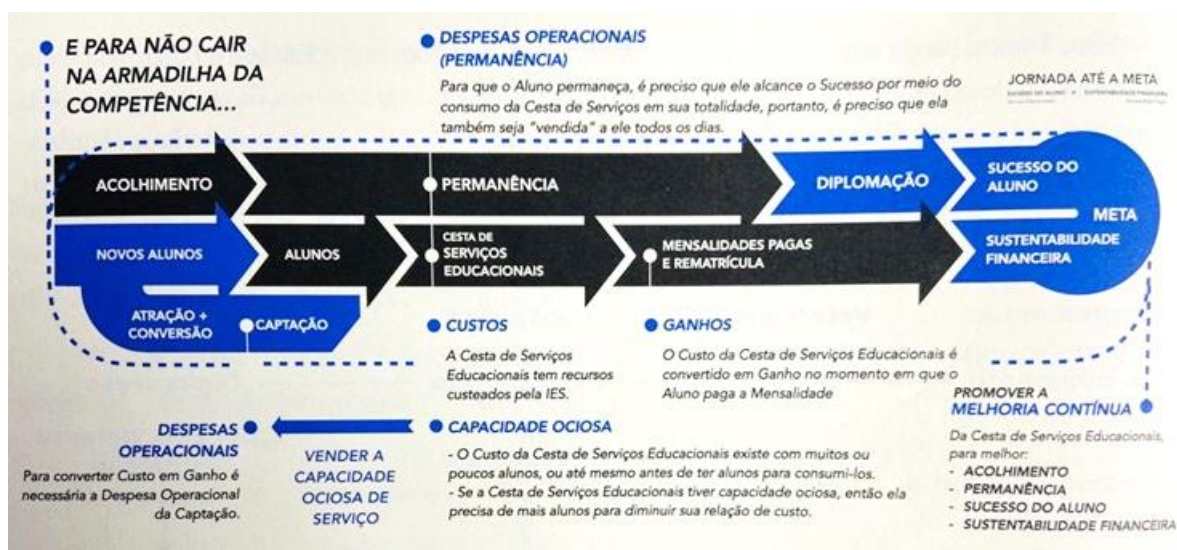 E PARA NÃO CAIR
NA ARMADILHA DA
COMPETÊNCIA...
DESPESAS OPERACIONAIS
(PERMANÊNCIA)
Para que o Aluno permaneça, é preciso que ele alcance o Sucesso por meio do
consumo da Cesta de Serviços em sua totalidade, portanto, é preciso que ela
também seja "vendida" a ele todos os dias.
JORNADA ATÉ A META
ACOLHIMENTO
PERMANÊNCIA
DIPLOMAÇÃO
SUCESSO DO
ALUNO
META
NOVOS ALUNOS
ALUNOS
CESTA DE
SERVIÇOS
EDUCACIONAIS
MENSALIDADES PAGAS
E REMATRÍCULA
SUSTENTABILIDADE
FINANCEIRA
ATRAÇÃO +
CONVERSÃO
CAPTAÇÃO
CUSTOS
A Cesta de Serviços
Educacionais tem recursos
custeados pela IES.
GANHOS
O Custo da Cesta de Serviços Educacionais é
convertido em Ganho no momento em que o
Aluno paga a Mensalidade
DESPESAS
OPERACIONAIS
Para converter Custo em Ganho é
necessária a Despesa Operacional
da Captação.
VENDER A
CAPACIDADE
OCIOSA DE
SERVIÇO
CAPACIDADE OCIOSA
- O Custo da Cesta de Serviços Educacionais existe com muitos ou
poucos alunos, ou até mesmo antes de ter alunos para consumi-los.
- Se a Cesta de Serviços Educacionais tiver capacidade ociosa, então ela
precisa de mais alunos para diminuir sua relação de custo.
PROMOVER A
MELHORIA CONTÍNUA
Da Cesta de Serviços Educacionais,
para melhor:
- ACOLHIMENTO
- PERMANÊNCIA
- SUCESSO DO ALUNO
- SUSTENTABILIDADE FINANCEIRA